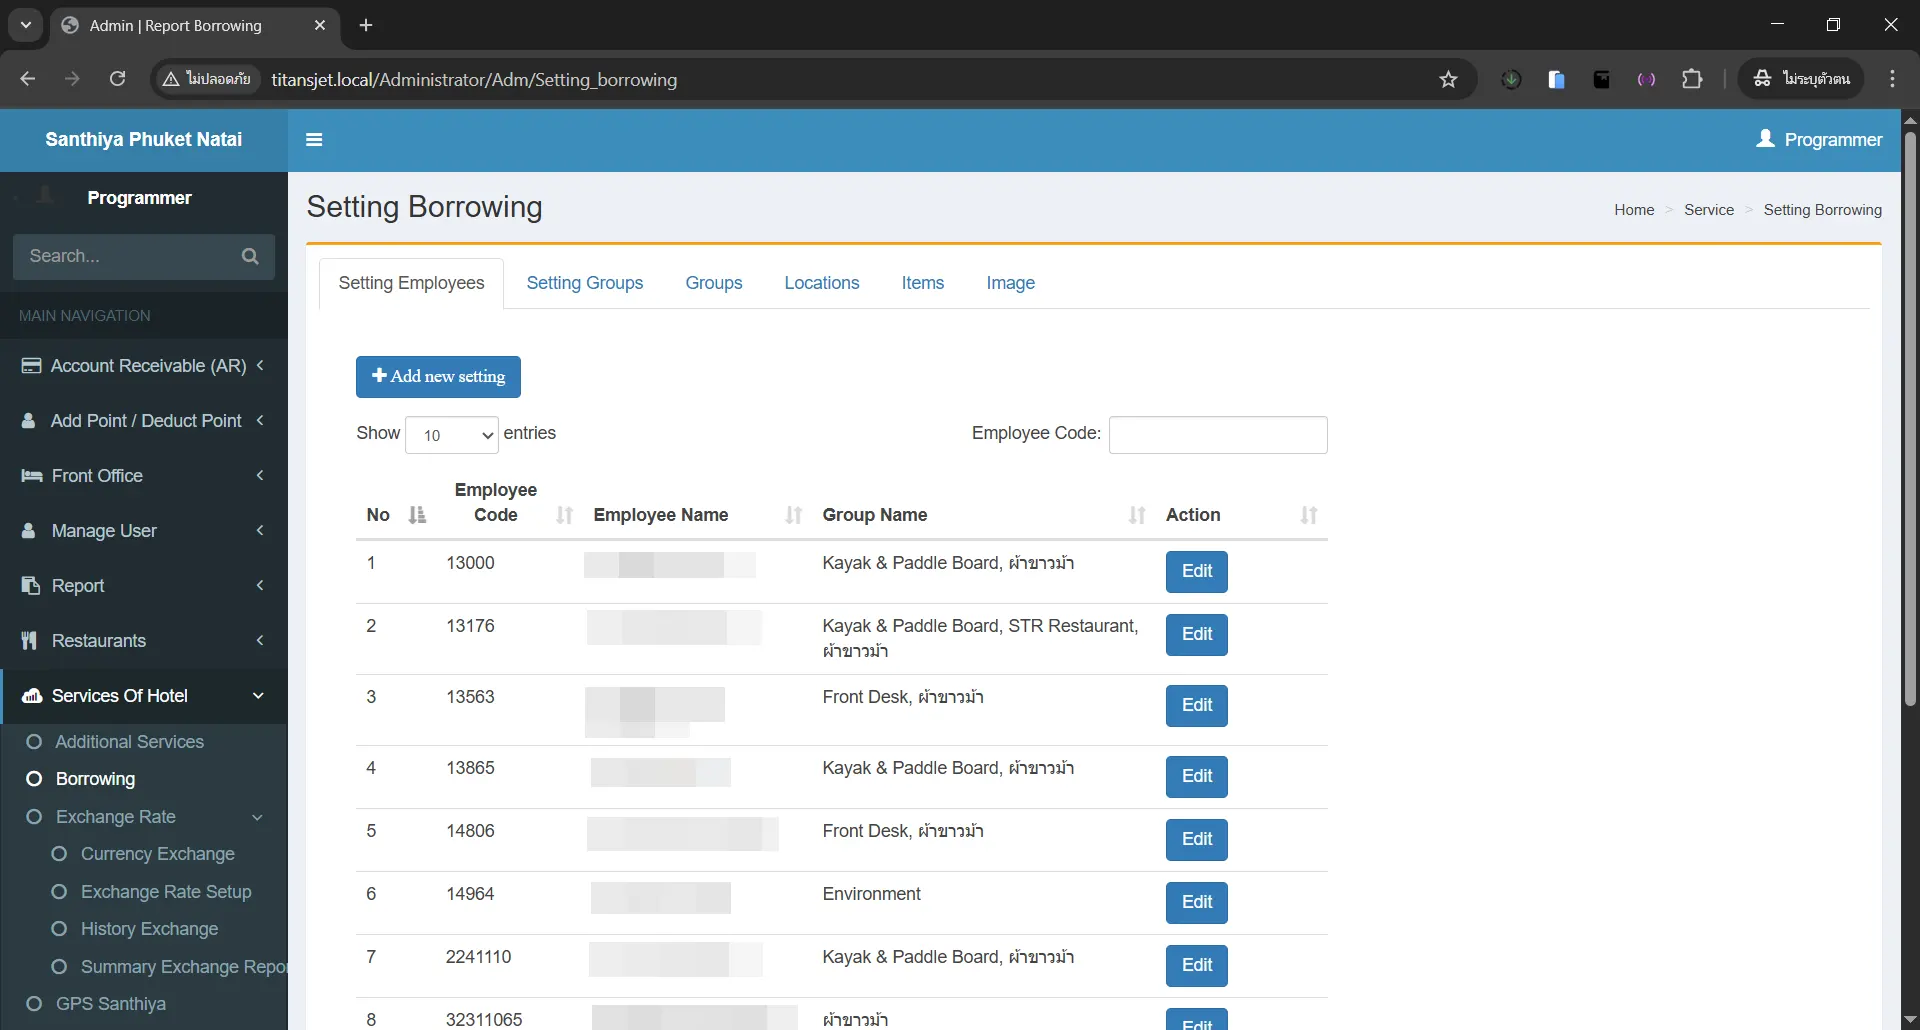 Admin | Report Borrowing
ไม่ปลอดภัย titansjet.local/Administrator/Adm/Setting_borrowing ไม่ระบุตัวตน
Santhiya Phuket Natai
Programmer
Programmer
Search...
MAIN NAVIGATION
Account Receivable (AR)
Add Point / Deduct Point
Front Office
Manage User
Report
Restaurants
Services Of Hotel
Additional Services
Borrowing
Exchange Rate
Currency Exchange
Exchange Rate Setup
History Exchange
Summary Exchange Repor
GPS Santhiya
Setting Borrowing
Home > Service > Setting Borrowing
Setting Employees Setting Groups Groups Locations Items Image
Add new setting
Show 10 entries Employee Code:
No Employee Code Employee Name Group Name Action
1 13000 Kayak & Paddle Board, ผ้าขาวม้า Edit
2 13176 Kayak & Paddle Board, STR Restaurant,
ผ้าขาวม้า Edit
3 13563 Front Desk, ผ้าขาวม้า Edit
4 13865 Kayak & Paddle Board, ผ้าขาวม้า Edit
5 14806 Front Desk, ผ้าขาวม้า Edit
6 14964 Environment Edit
7 2241110 Kayak & Paddle Board, ผ้าขาวม้า Edit
8 32311065 ผ้าขาวม้า Edit